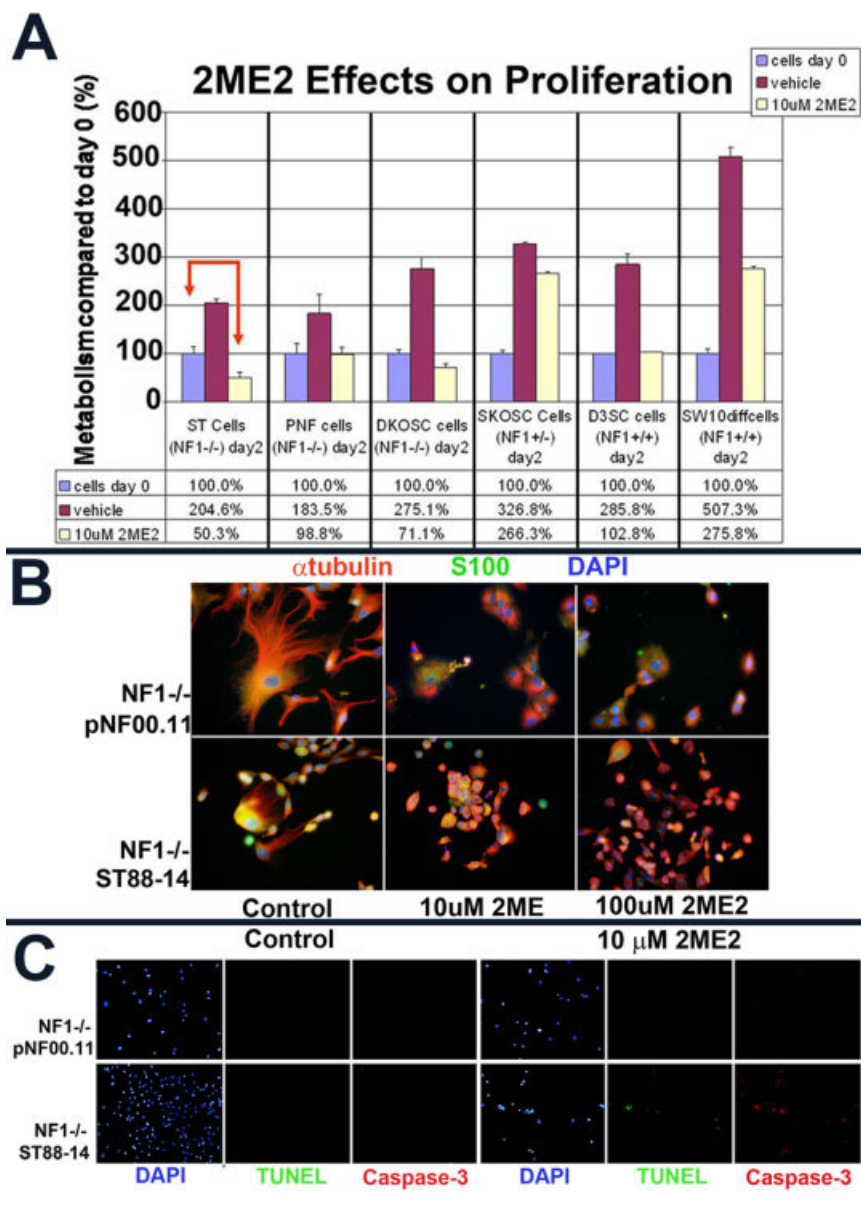 A
2ME2 Effects on Proliferation
cells day 0
vehicle
10uM 2ME2
Metabolismcompared to day 0 (%)
600
500
400
300
200
100
0
ST Cells (NF1-/-) day2
PNF cells (NF1-/-) day2
DKOSC cells (NF1-/-) day2
SKOSC Cells (NF1+/-) day2
D3SC cells (NF1+/+) day2
SW10diffcells (NF1+/+) day2
cells day 0 100.0% 100.0% 100.0% 100.0% 100.0% 100.0%
vehicle 204.6% 183.5% 275.1% 326.8% 285.8% 507.3%
10uM 2ME2 50.3% 98.8% 71.1% 266.3% 102.8% 275.8%
B
αtubulin S100 DAPI
NF1-/-
pNF00.11
NF1-/-
ST88-14
Control 10uM 2ME 100uM 2ME2
C
Control 10 μM 2ME2
NF1-/-
pNF00.11
NF1-/-
ST88-14
DAPI TUNEL Caspase-3 DAPI TUNEL Caspase-3